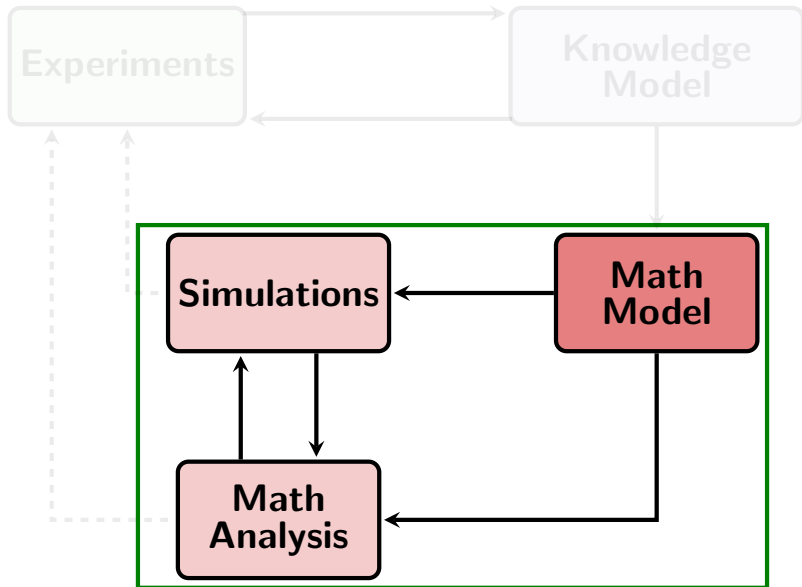 Experiments
Knowledge
Model
Simulations
Math
Model
Math
Analysis